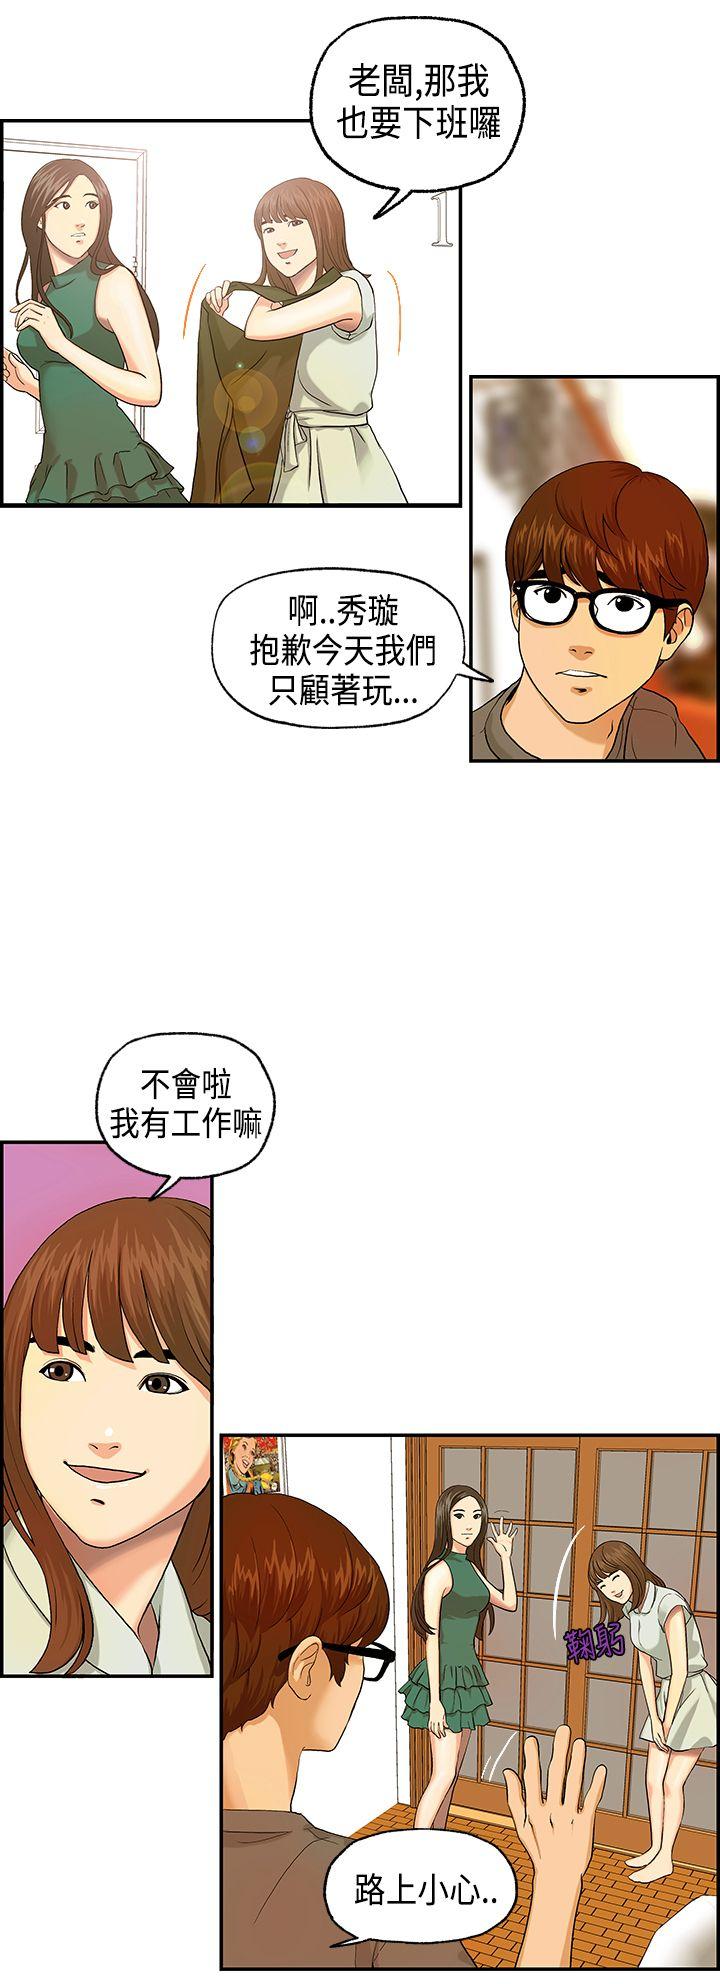 老闆,那我
也要下班囉
1
啊..秀璇
抱歉今天我們
只顧著玩...
不會啦
我有工作嘛
鞠躬
路上小心..